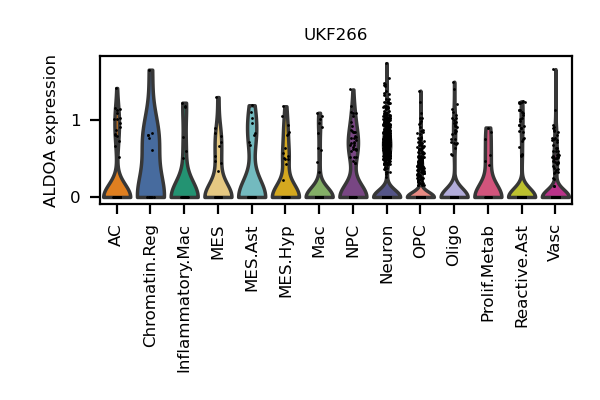 UKF266
ALDOA expression
1
0
AC
Chromatin.Reg
Inflammatory.Mac
MES
MES.Ast
MES.Hyp
Mac
NPC
Neuron
OPC
Oligo
Prolif.Metab
Reactive.Ast
Vasc